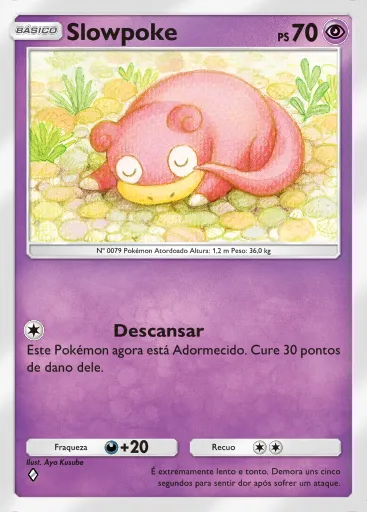 BÁSICO Slowpoke PS 70
Nº 0079 Pokémon Atordoado Altura: 1.2 m Peso: 36,0 kg
Descansar
Este Pokémon agora está Adormecido. Cure 30 pontos
de dano dele.
Fraqueza +20 Recuo
Ilust. Ayo Kusube
É extremamente lento e tonto. Demora uns cinco
segundos para sentir dor após sofrer um ataque.